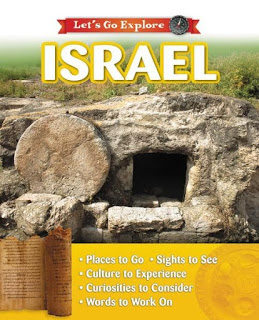 Let's Go Explore
ISRAEL
• Places to Go • Sights to See
• Culture to Experience
• Curiosities to Consider
• Words to Work On